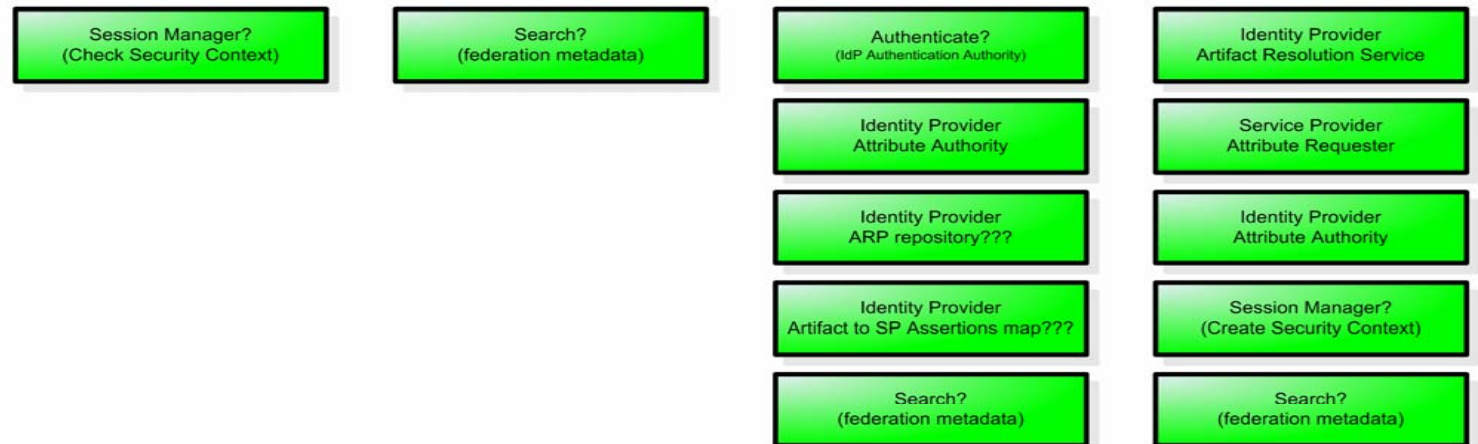 Session Manager?
(Check Security Context)
Search?
(federation metadata)
Authenticate?
(IdP Authentication Authority)
Identity Provider
Artifact Resolution Service
Identity Provider
Attribute Authority
Service Provider
Attribute Requester
Identity Provider
ARP repository???
Identity Provider
Attribute Authority
Identity Provider
Artifact to SP Assertions map???
Session Manager?
(Create Security Context)
Search?
(federation metadata)
Search?
(federation metadata)